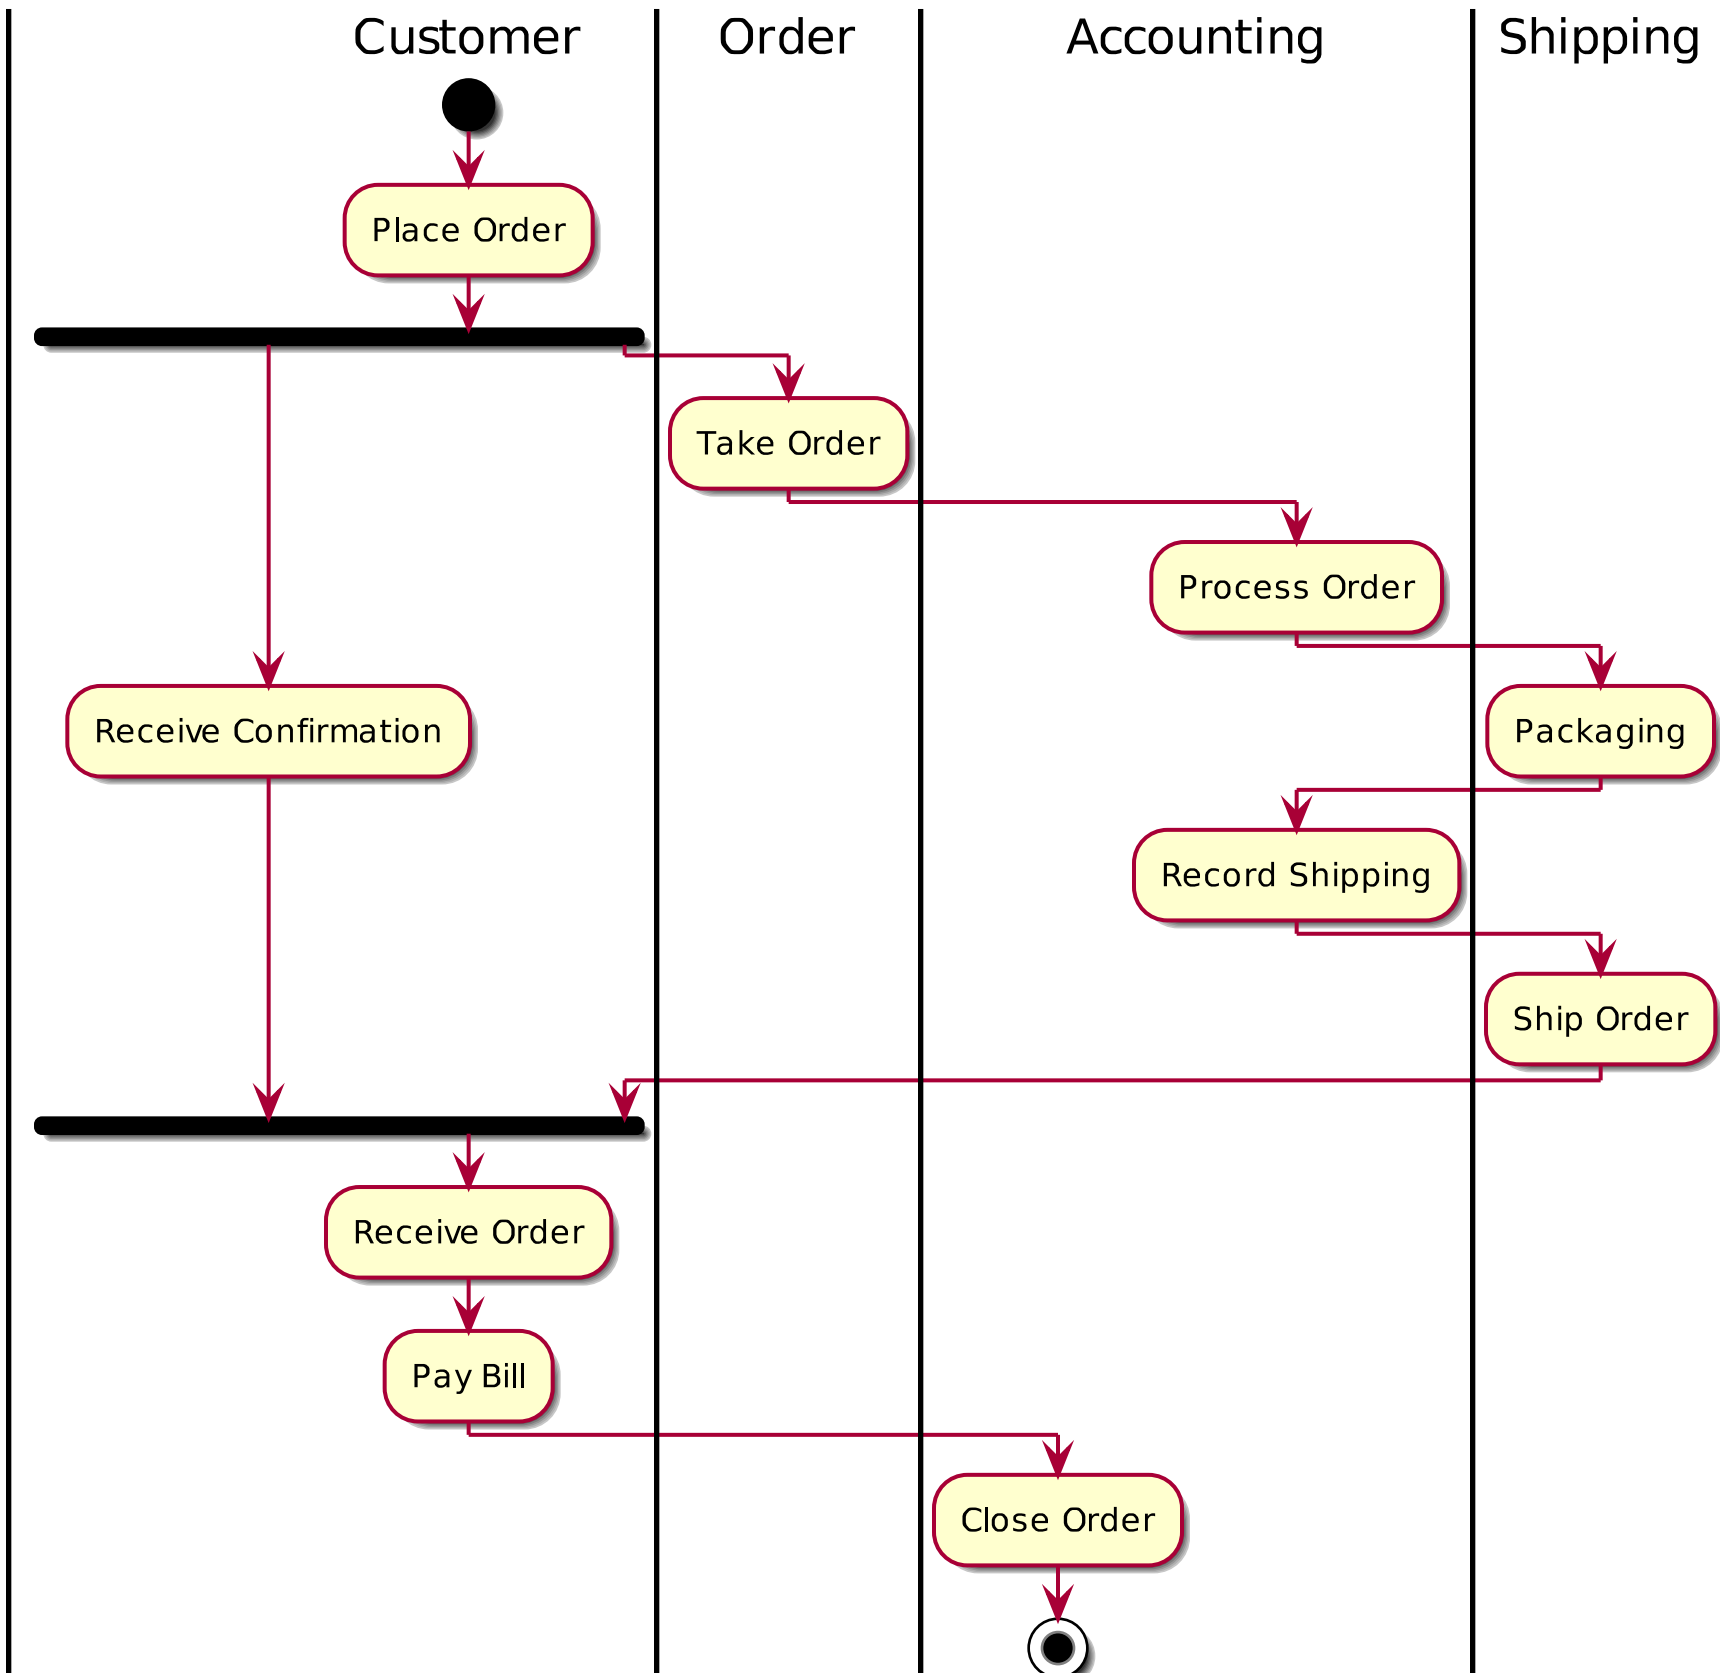 Customer
Order
Accounting
Shipping
Place Order
Take Order
Process Order
Receive Confirmation
Packaging
Record Shipping
Ship Order
Receive Order
Pay Bill
Close Order